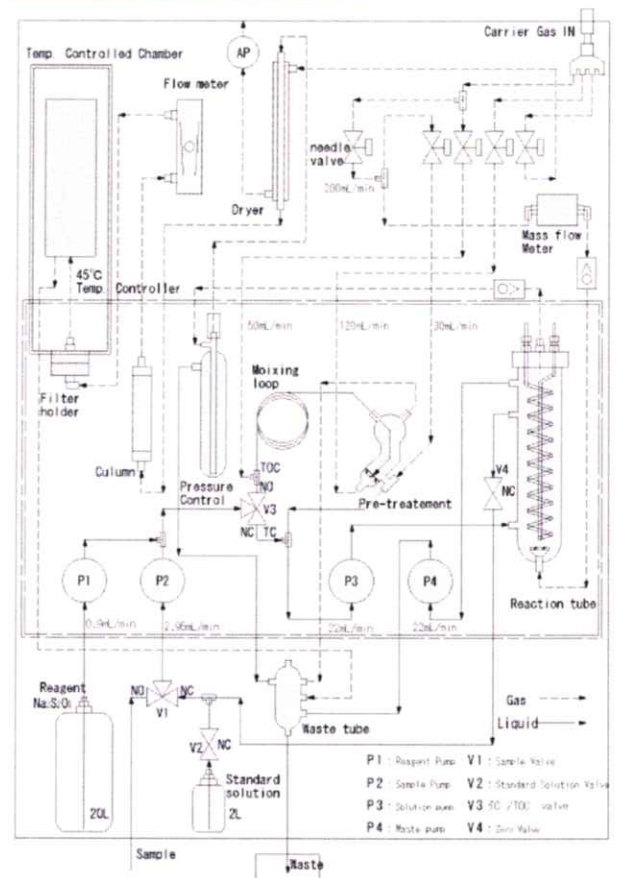 Carrier Gas IN
AP
Temp. Controlled Chamber
Flow meter
needle
valve
200mL/min
Dryer
Mass flow
Meter
45℃
Temp. Controller
50mL/min
120mL/min
30mL/min
Moixing
loop
Filter
holder
Culumn
Pressure
Control
TOC
NO
V3
NC
TC
Pre-treatement
V4
NC
P1
P2
P3
P4
Reaction tube
0.9mL/min
2.95mL/min
22mL/min
22mL/min
Reagent
Na₂S₂O₈
NO
NC
V1
V2
NC
Waste tube
Gas
Liquid
Standard
solution
20L
2L
P1 : Reagent Pump
V1 : Sample Valve
P2 : Sample Pump
V2 : Standard Solution Valve
P3 : Solution pump
V3 TC /TOC valve
P4 : Waste pump
V4 : Zero Valve
Sample
Waste